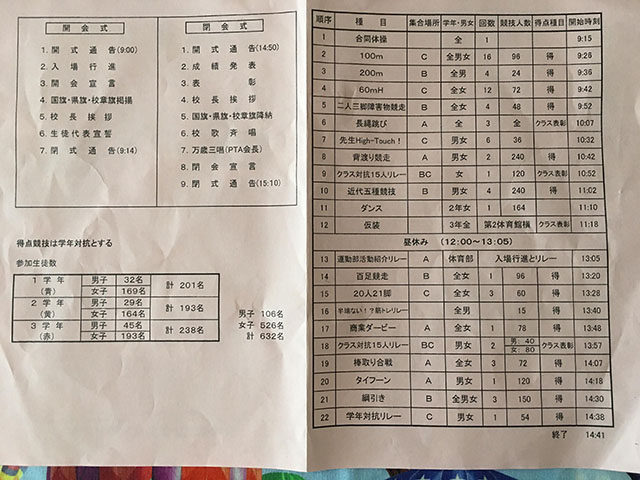 開会式
1. 開式通告(9:00)
2. 入場行進
3. 開会宣言
4. 国旗・県旗・校章旗掲揚
5. 校長挨拶
6. 生徒代表宣誓
7. 閉式通告(9:14)
閉会式
1. 開式通告(14:50)
2. 成績発表
3. 表彰
4. 校長挨拶
5. 国旗・県旗・校章旗降納
6. 校歌斉唱
7. 万歳三唱(PTA会長)
8. 閉会宣言
9. 閉式通告(15:10)
得点競技は学年対抗とする
参加生徒数
1学年 (青) 男子 32名 女子 169名 計 201名
2学年 (黄) 男子 29名 女子 164名 計 193名
3学年 (赤) 男子 45名 女子 193名 計 238名
男子 106名
女子 526名
計 632名
順序 種目 集合場所 学年・男女 回数 競技人数 得点種目 開始時刻
1 合同体操 全 1 9:15
2 100m C 全男女 16 96 得 9:26
3 200m B 全男 4 24 得 9:36
4 60mH C 全女 12 72 得 9:42
5 二人三脚障害物競走 B 全女 4 48 得 9:52
6 長縄跳び A 全女 クラス表彰 10:07
7 先生High-Touch! C 男女 6 36 10:32
8 背渡り競走 A 男女 2 240 得 10:42
9 クラス対抗15人リレー BC 女 1 120 クラス表彰 10:52
10 近代五種競技 B 男女 4 240 得 11:02
11 ダンス 2年女 1 164 11:10
12 仮装 3年全 第2体育館横 クラス表彰 11:18
昼休み (12:00~13:05)
13 運動部活動紹介リレー A 体育部 入場行進とリレー 13:05
14 百足競走 B 全女 1 96 得 13:20
15 20人21脚 C 全女 3 60 得 13:28
16 半端ない!?筋トレリレー 全男 15 得 13:40
17 商業ダービー A 全女 1 78 得 13:48
18 クラス対抗15人リレー BC 男女 2 男:40 女:80 クラス表彰 13:57
19 棒取り合戦 A 全女 3 72 得 14:07
20 タイフーン A 男女 1 120 得 14:18
21 綱引き B 全男女 3 150 得 14:30
22 学年対抗リレー C 男女 1 54 得 14:38
終了 14:41